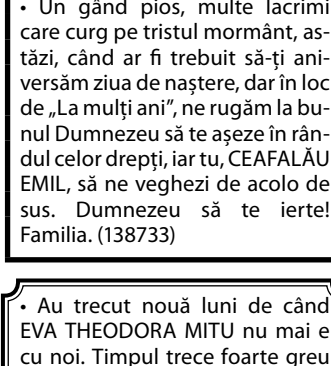 • Un gând pios, multe lacrimi
care curg pe tristul mormânt, as-
tăzi, când ar fi trebuit să-ți ani-
versăm ziua de naștere, dar în loc
de „La mulți ani”, ne rugăm la bu-
nul Dumnezeu să te așeze în rân-
dul celor drepți, iar tu, CEAFALĂU
EMIL, să ne veghezi de acolo de
sus. Dumnezeu să te ierte!
Familia. (138733)
• Au trecut nouă luni de când
EVA THEODORA MITU nu mai e
cu noi. Timpul trece foarte greu